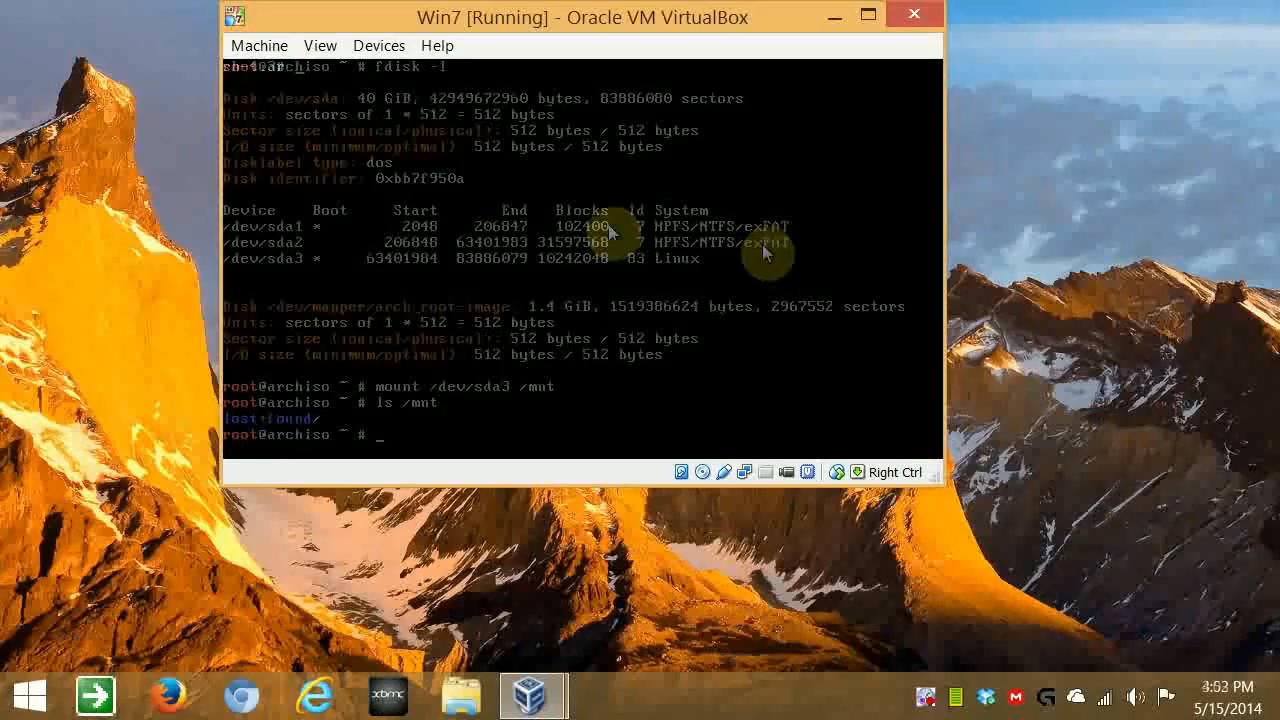 Win7 [Running] - Oracle VM VirtualBox
Machine View Devices Help
archiso ~ # fdisk -l
Disk /dev/sda: 40 GiB, 42949672960 bytes, 83886080 sectors
Units: sectors of 1 * 512 = 512 bytes
Sector size (logical/physical): 512 bytes / 512 bytes
I/O size (minimum/optimal): 512 bytes / 512 bytes
Disklabel type: dos
Disk identifier: 0xbb7f950a
Device Boot Start End Blocks Id System
/dev/sda1 * 2048 206847 102400 7 HPFS/NTFS/exFAT
/dev/sda2 206848 63401983 31597568 7 HPFS/NTFS/exFAT
/dev/sda3 * 63401984 83886079 10242048 83 Linux
Disk /dev/mapper/arch_root-image: 1.4 GiB, 1519386624 bytes, 2967552 sectors
Units: sectors of 1 * 512 = 512 bytes
Sector size (logical/physical): 512 bytes / 512 bytes
I/O size (minimum/optimal): 512 bytes / 512 bytes
root@archiso ~ # mount /dev/sda3 /mnt
root@archiso ~ # ls /mnt
lost+found/
root@archiso ~ # _
Right Ctrl
xbmc
PM
5/15/2014